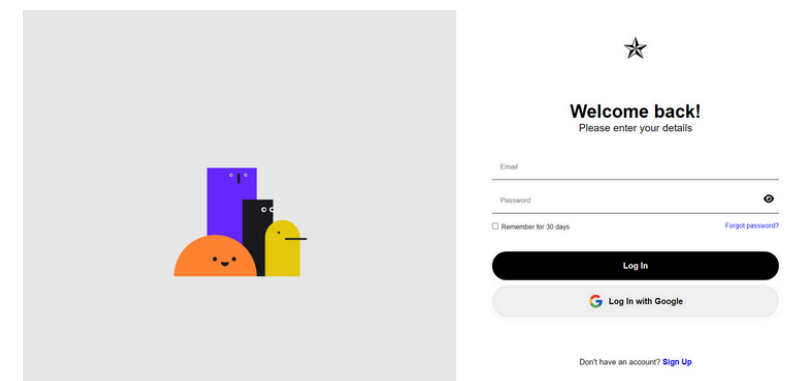 Welcome back!
Please enter your details
Email
Password
Remember for 30 days
Forgot password?
Log In
Log In with Google
Don't have an account? Sign Up